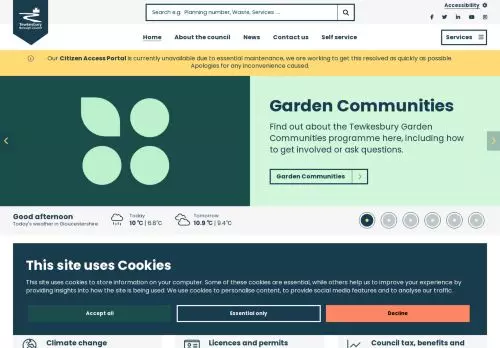 Accessibility
Tewkesbury
Borough Council
Search e.g. Planning number, Waste, Services ...
Home
About the council
News
Contact us
Self service
Services
Our Citizen Access Portal is currently unavailable due to essential maintenance, we are working to get this resolved as quickly as possible.
Apologies for any inconvenience caused.
Garden Communities
Find out about the Tewkesbury Garden
Communities programme here, including how
to get involved or ask questions.
Garden Communities
Good afternoon
Today's weather in Gloucestershire
Today
10 °C | 6.8°C
Tomorrow
10.9 °C | 9.4°C
This site uses Cookies
This site uses cookies to store information on your computer. Some of these cookies are essential, while others help us to improve your experience by
providing insights into how the site is being used. We use cookies to personalise content, to provide social media features and to analyse our traffic.
Accept all
Essential only
Decline
Climate change
Licences and permits
Council tax, benefits and